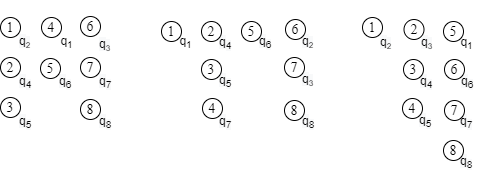 1 q₂ 4 q₁ 6 q₃ 1 q₁ 2 q₄ 5 q₆ 6 q₂ 1 q₂ 2 q₃ 5 q₁
2 q₄ 5 q₆ 7 q₇ 3 q₅ 7 q₃ 3 q₄ 6 q₆
3 q₅ 8 q₈ 4 q₇ 8 q₈ 4 q₅ 7 q₇
8 q₈